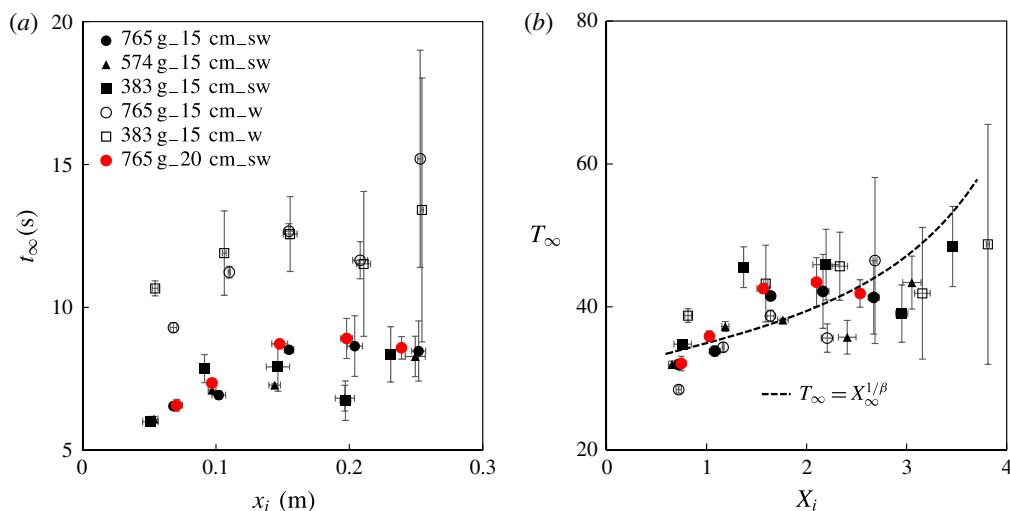 (a)
20
15
10
5
t∞(s)
765 g_15 cm_sw
574 g_15 cm_sw
383 g_15 cm_sw
765 g_15 cm_w
383 g_15 cm_w
765 g_20 cm_sw
0
0.1
0.2
0.3
x_i (m)
(b)
80
60
40
20
T∞
T∞ = X∞^{1/β}
0
1
2
3
4
X_i